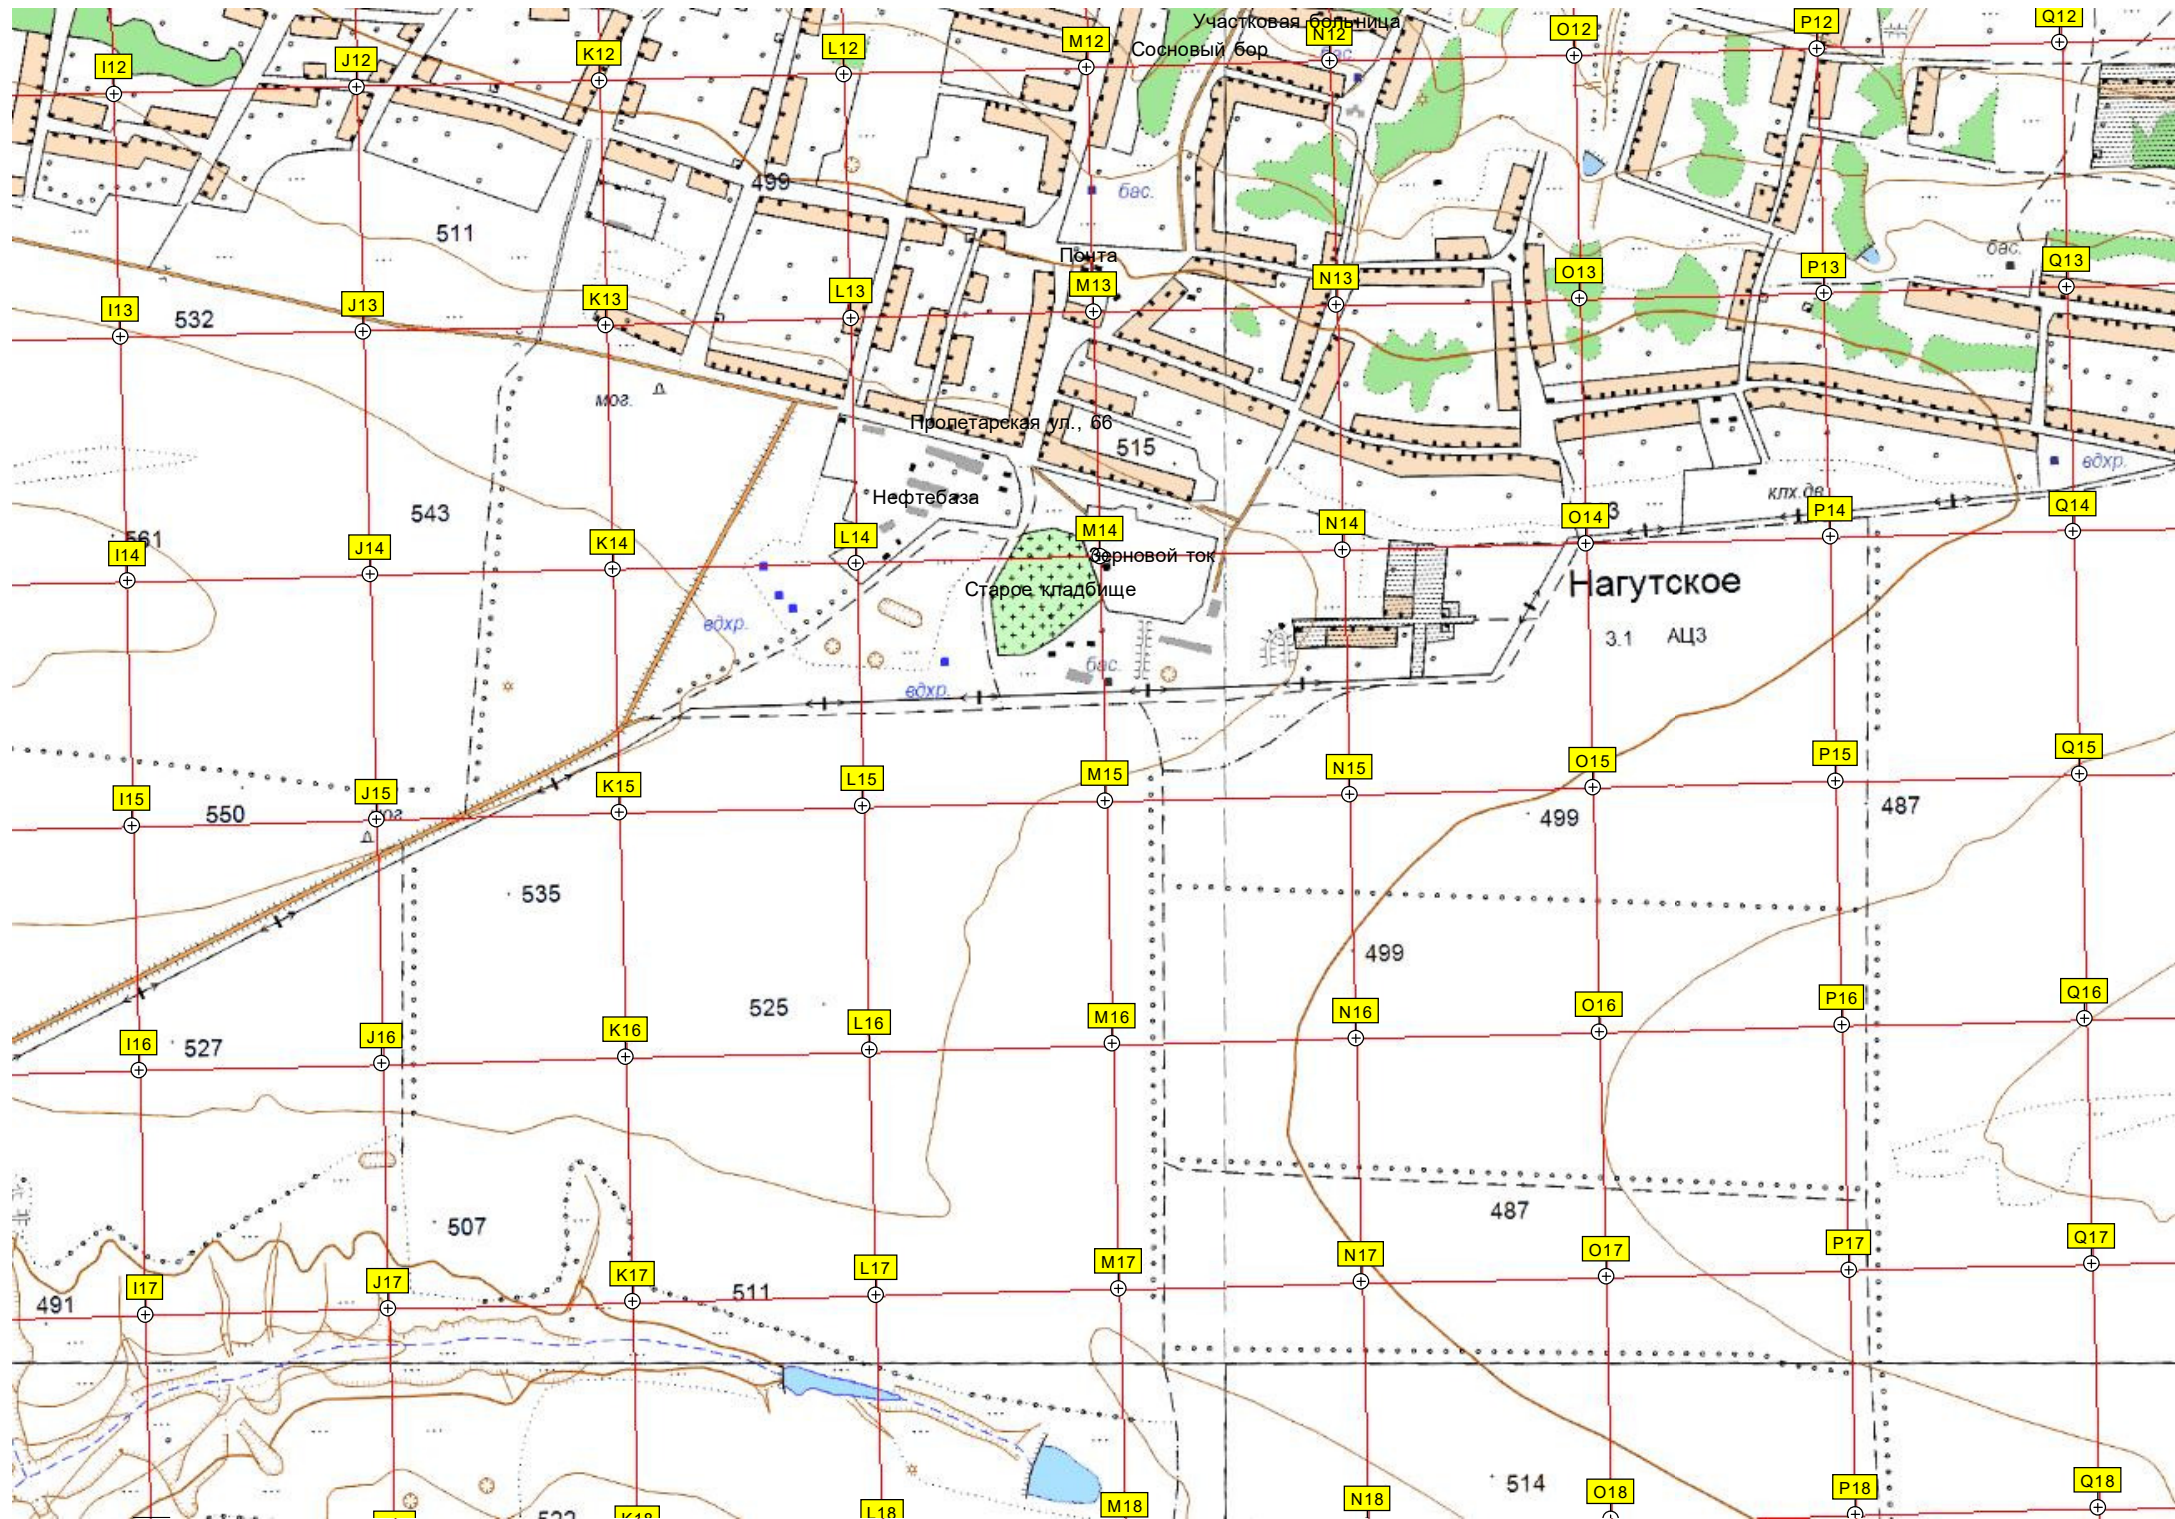 Участковая больница
Сосновый бор
I12 J12 K12 L12 M12 N12 O12 P12 Q12
бас.
499
бас.
511
бас.
Почта
I13 J13 K13 L13 M13 N13 O13 P13 Q13
532
мог.
Пролетарская ул., 66
515
вдхр.
клх.дв.
Нефтебаза
543
I14 J14 K14 L14 M14 N14 O14 P14 Q14
Зерновой ток
Старое кладбище
Нагутское
3.1 АЦЗ
вдхр.
бас.
вдхр.
I15 J15 K15 L15 M15 N15 O15 P15 Q15
550
499
487
535
499
525
I16 J16 K16 L16 M16 N16 O16 P16 Q16
527
487
507
I17 J17 K17 L17 M17 N17 O17 P17 Q17
491
511
514
L18 M18 N18 O18 P18 Q18